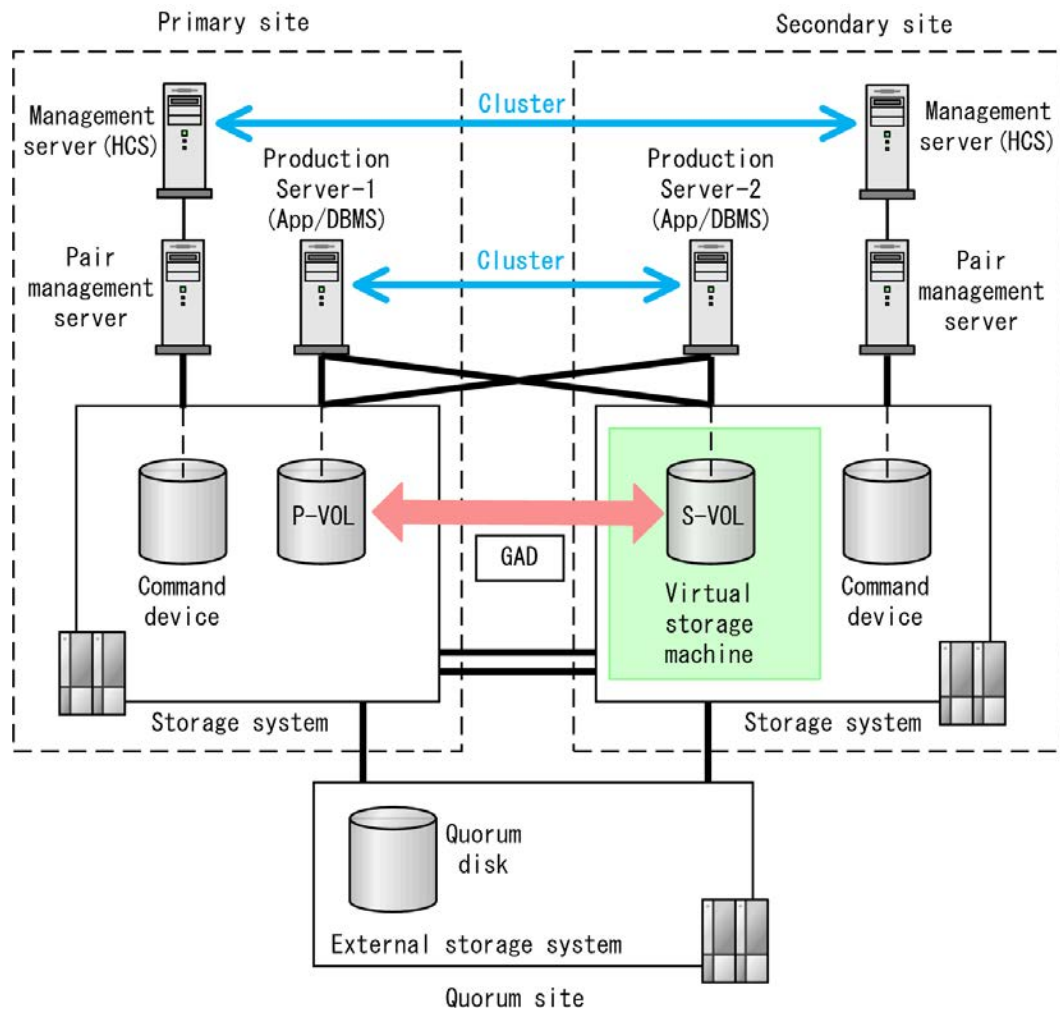 Primary site
Secondary site
Management
server(HCS)
Cluster
Management
server(HCS)
Production
Server-1
(App/DBMS)
Production
Server-2
(App/DBMS)
Pair
management
server
Cluster
Pair
management
server
P-VOL
S-VOL
GAD
Command
device
Virtual
storage
machine
Command
device
Storage system
Storage system
Quorum
disk
External storage system
Quorum site